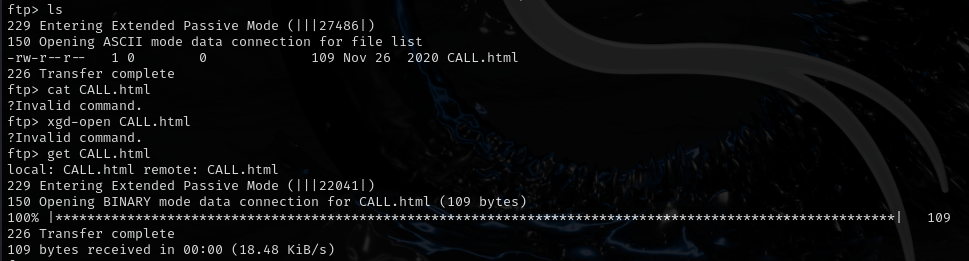 ftp> ls
229 Entering Extended Passive Mode (|||27486|)
150 Opening ASCII mode data connection for file list
-rw-r--r--   1 0        0             109 Nov 26  2020 CALL.html
226 Transfer complete
ftp> cat CALL.html
?Invalid command.
ftp> xgd-open CALL.html
?Invalid command.
ftp> get CALL.html
local: CALL.html remote: CALL.html
229 Entering Extended Passive Mode (|||22041|)
150 Opening BINARY mode data connection for CALL.html (109 bytes)
100% |*********************************************************************************************************|   109
226 Transfer complete
109 bytes received in 00:00 (18.48 KiB/s)